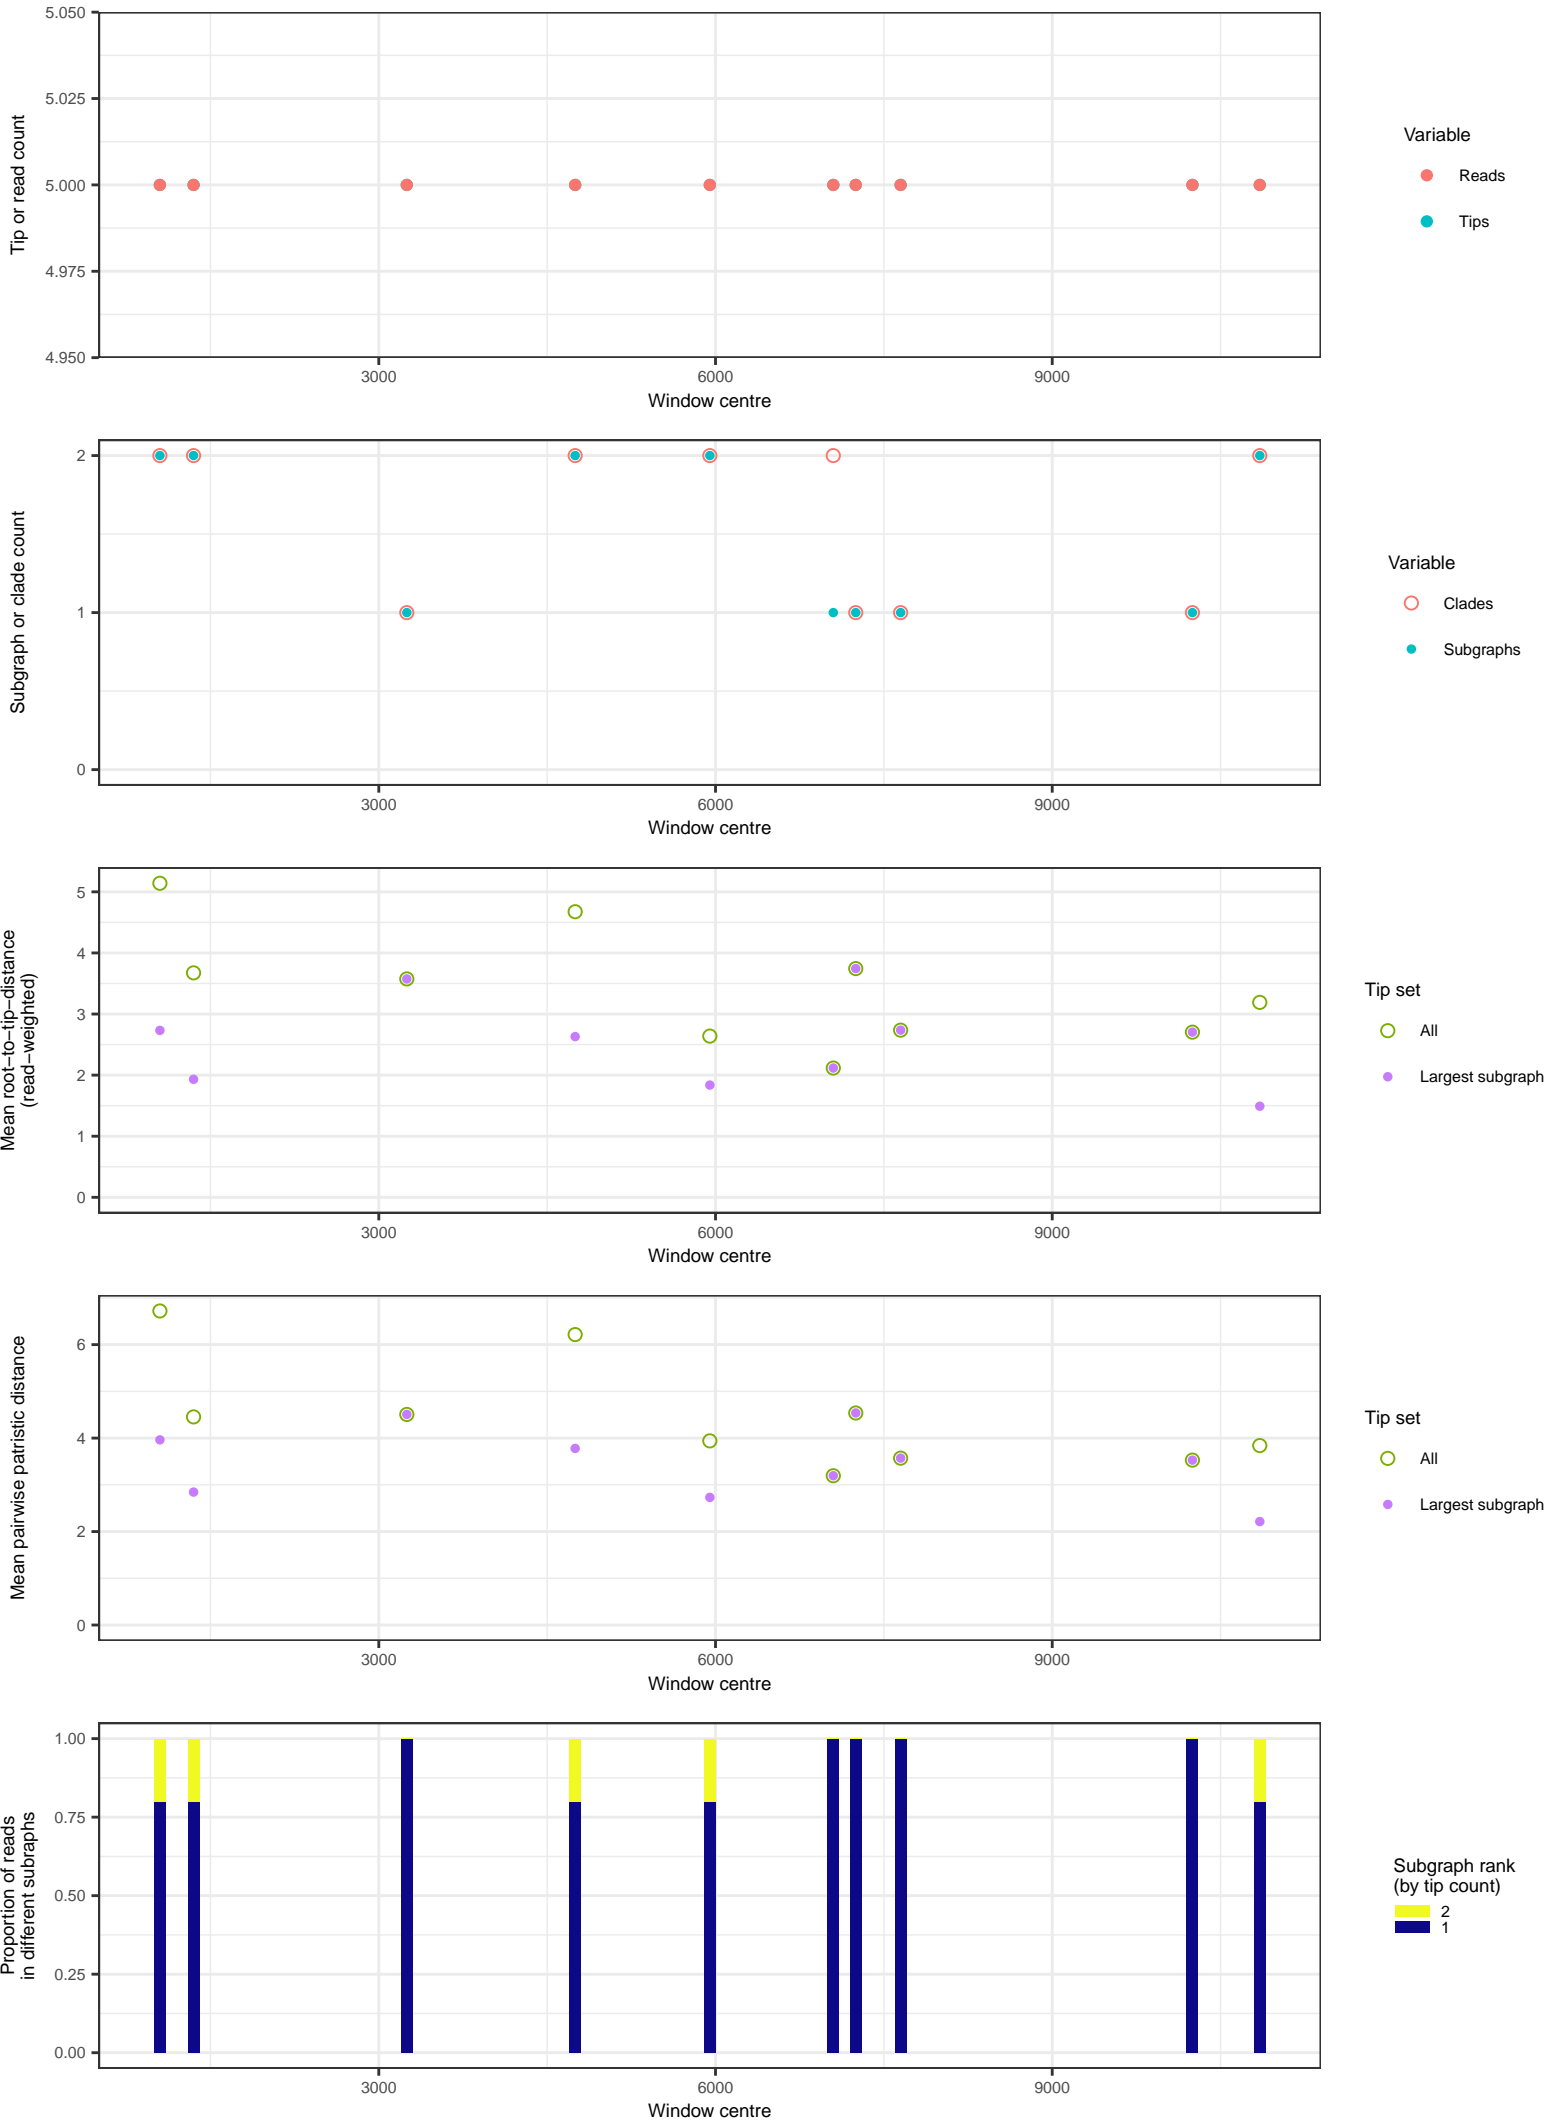 5.050
5.025
5.000
4.975
4.950
Tip or read count
3000
6000
9000
Window centre
Variable
Reads
Tips
2
1
0
Subgraph or clade count
3000
6000
9000
Window centre
Variable
Clades
Subgraphs
5
4
3
2
1
0
Mean root−to−tip−distance
(read−weighted)
3000
6000
9000
Window centre
Tip set
All
Largest subgraph
6
4
2
0
Mean pairwise patristic distance
3000
6000
9000
Window centre
Tip set
All
Largest subgraph
1.00
0.75
0.50
0.25
0.00
Proportion of reads
in different subraphs
3000
6000
9000
Window centre
Subgraph rank
(by tip count)
2
1